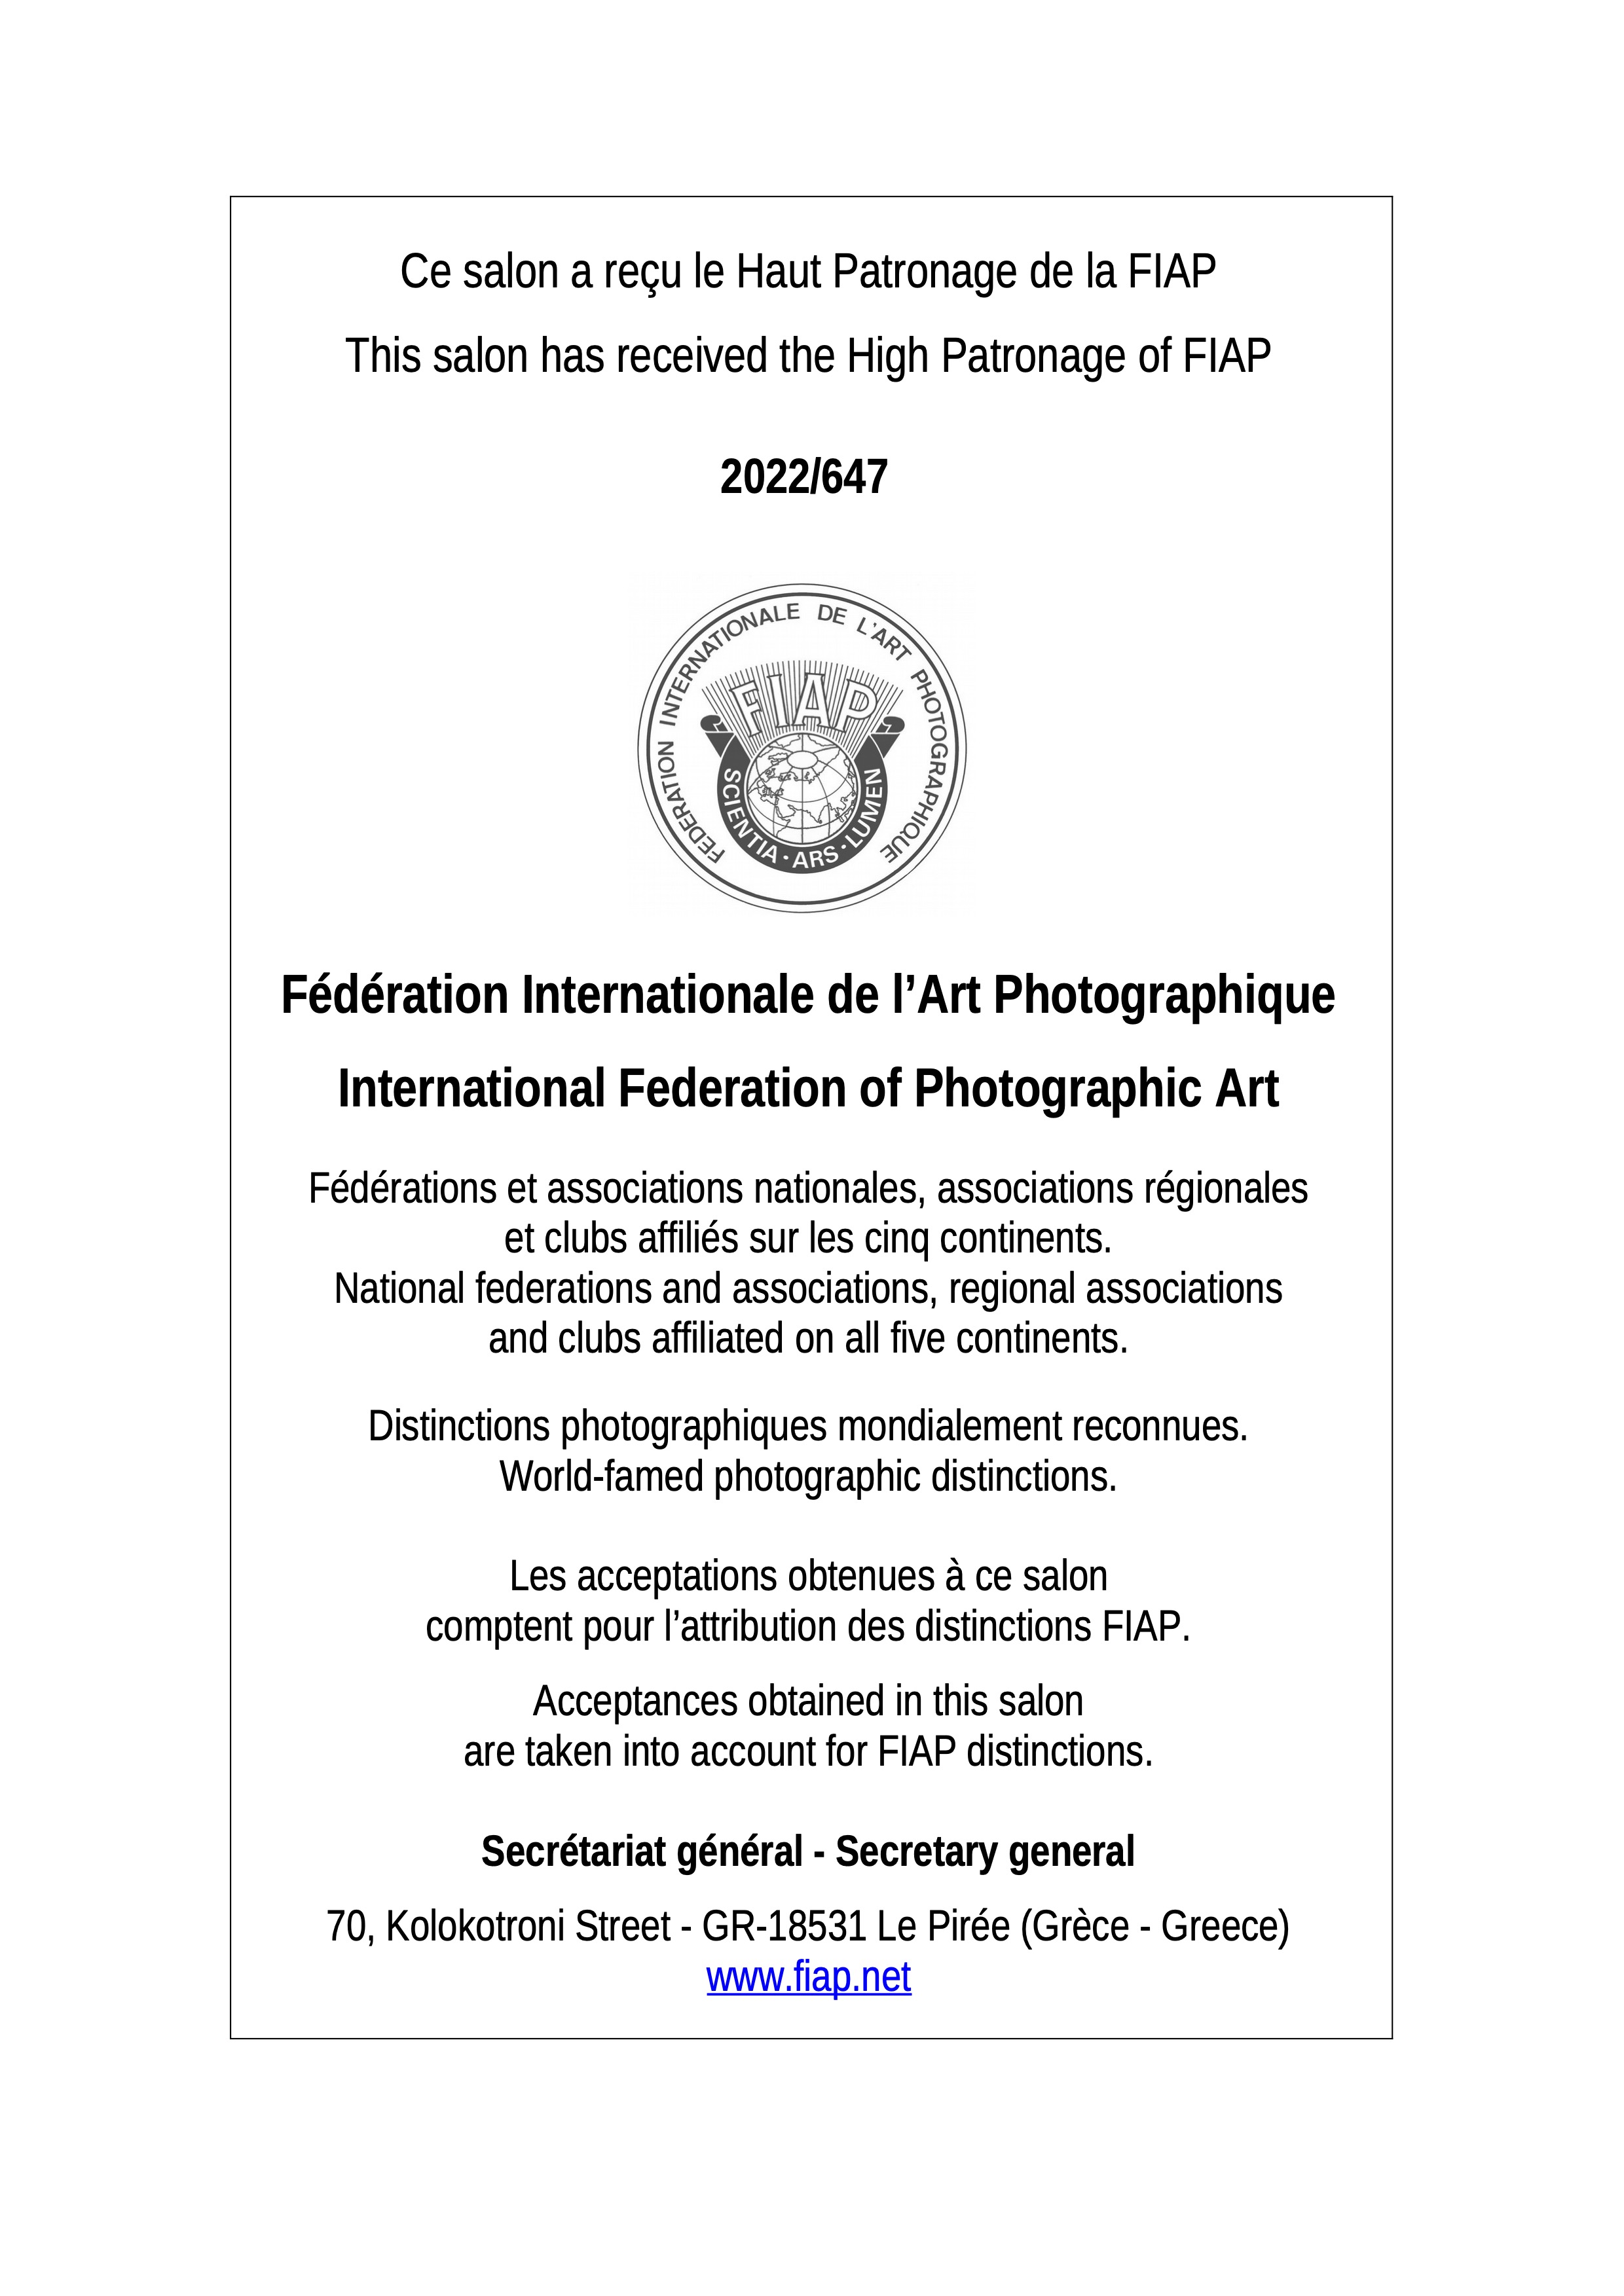 Ce salon a reçu le Haut Patronage de la FIAP
This salon has received the High Patronage of FIAP
2022/647
FEDERATION INTERNATIONALE DE L'ART PHOTOGRAPHIQUE
FIAP
SCIENTIA · ARS · LUMEN
Fédération Internationale de l’Art Photographique
International Federation of Photographic Art
Fédérations et associations nationales, associations régionales
et clubs affiliés sur les cinq continents.
National federations and associations, regional associations
and clubs affiliated on all five continents.
Distinctions photographiques mondialement reconnues.
World-famed photographic distinctions.
Les acceptations obtenues à ce salon
comptent pour l’attribution des distinctions FIAP.
Acceptances obtained in this salon
are taken into account for FIAP distinctions.
Secrétariat général - Secretary general
70, Kolokotroni Street - GR-18531 Le Pirée (Grèce - Greece)
www.fiap.net